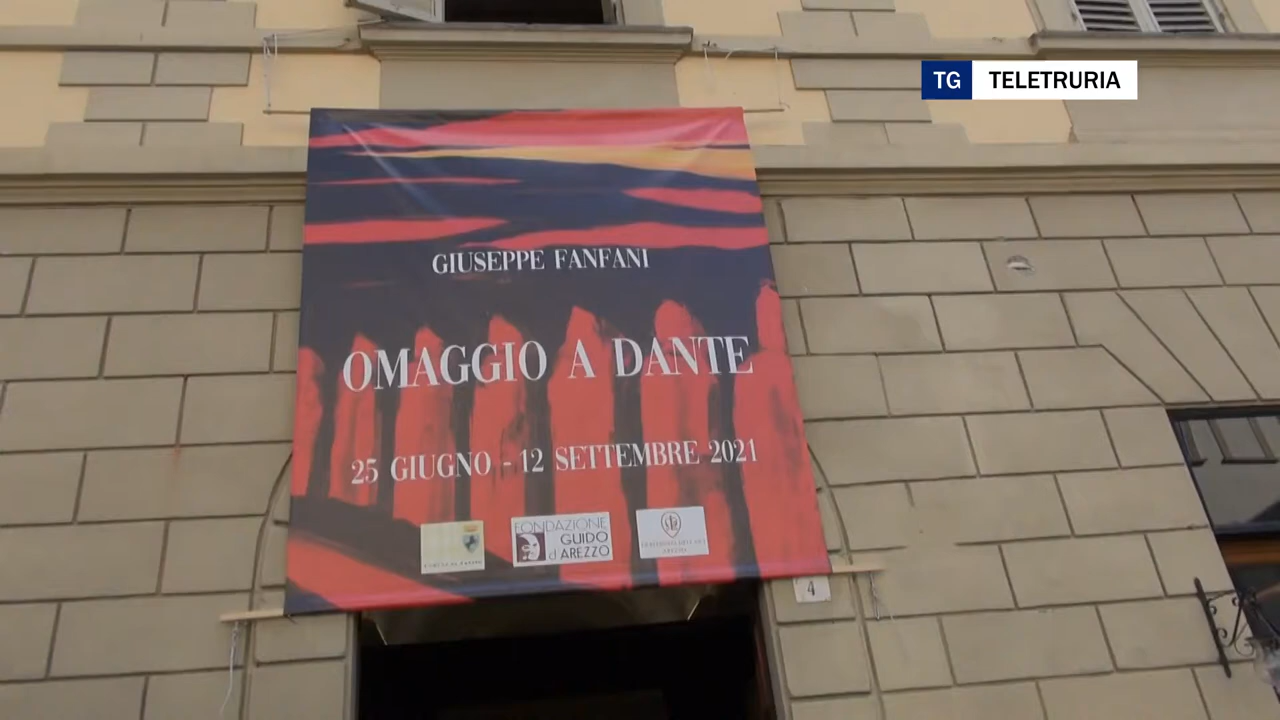 TG TELETRURIA
GIUSEPPE FANFANI
OMAGGIO A DANTE
25 GIUGNO - 12 SETTEMBRE 2021
FONDAZIONE
GUIDO
d AREZZO
4